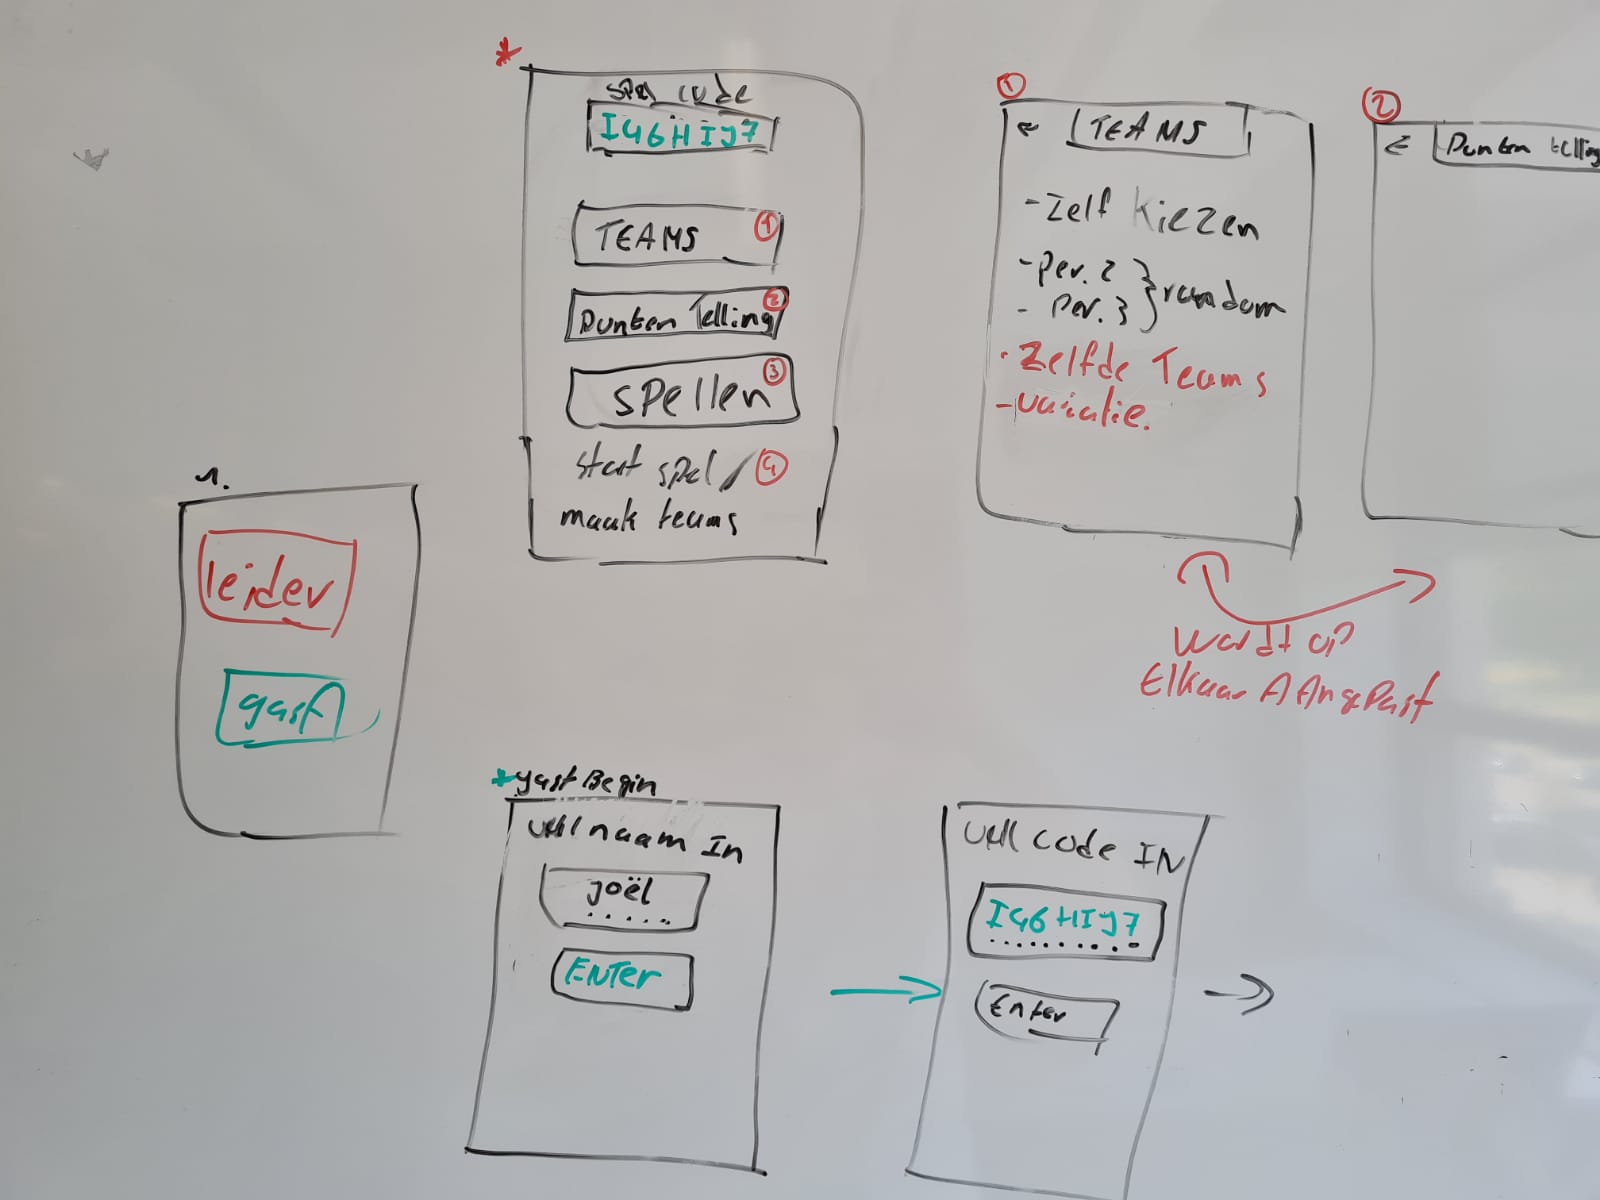 *
spel code
IG6HIJ7
TEAMS 1
Punten Telling 2
spellen 3
start spel / 4
maak teams
1
← TEAMS
- Zelf kiezen
- per. 2 } random
- per. 3
· Zelfde Teams
- variatie.
2
← Punten telling
wordt op
Elkaar AAngepast
1.
leider
gast
* gast Begin
vul naam In
joël
.....
ENTER
→
vul code IN
IG6HIJ7
.........
Enter
→